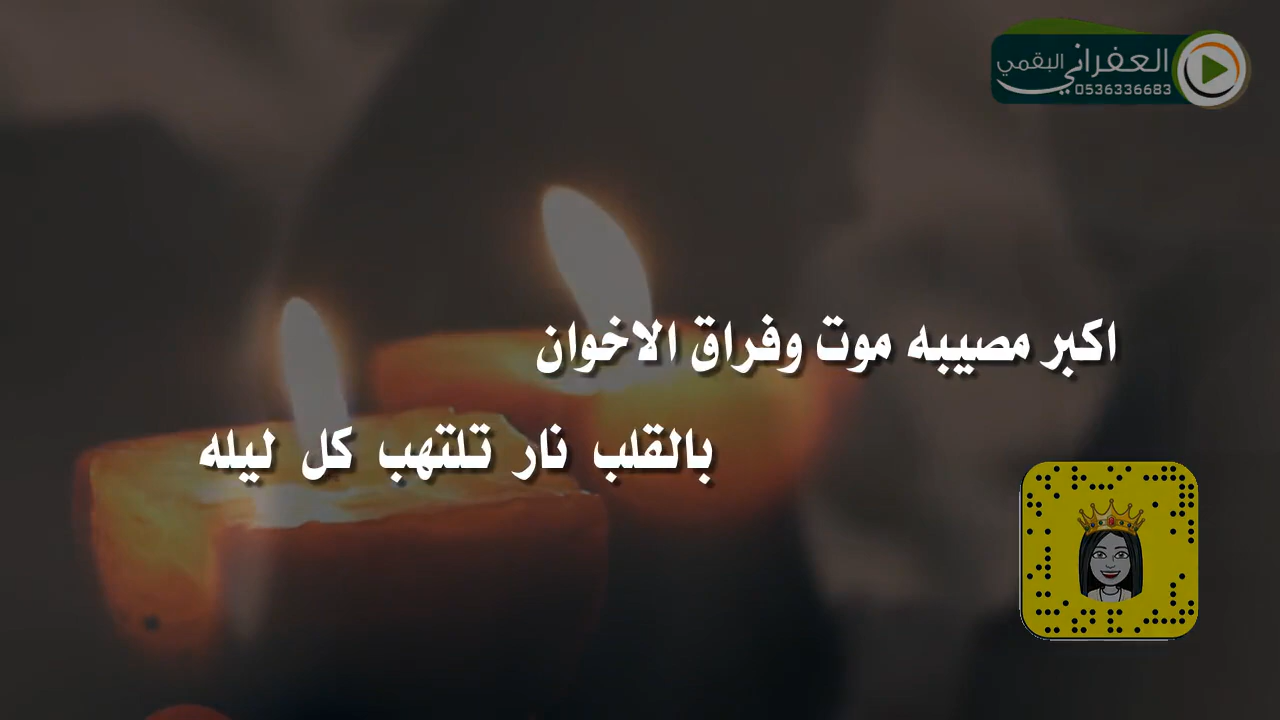 العفراني البقمي
0536336683
اكبر مصيبه موت وفراق الاخوان
بالقلب نار تلتهب كل ليله